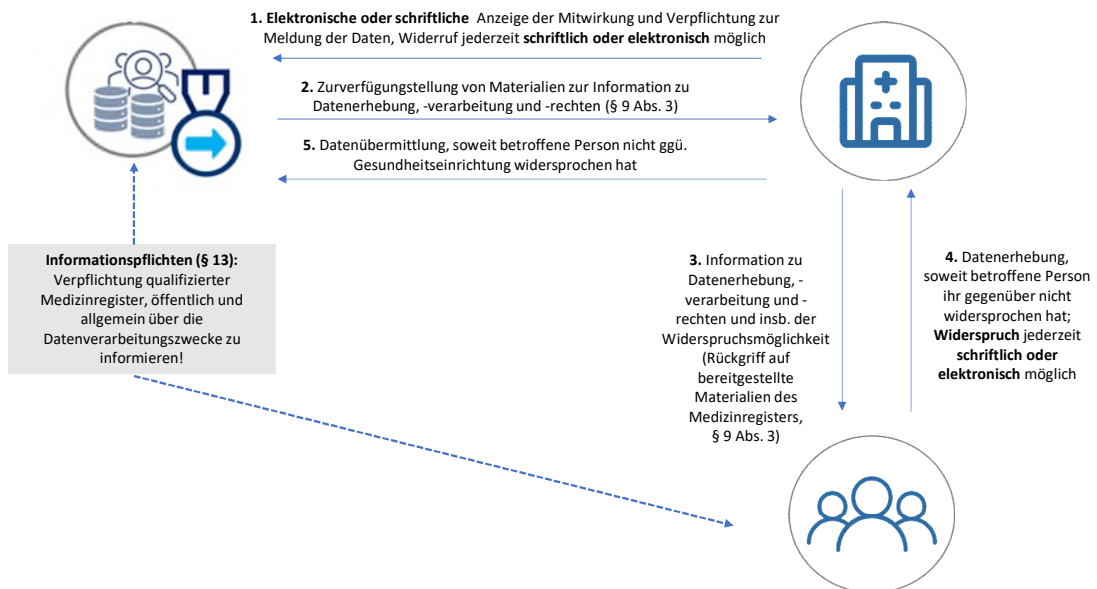 1. Elektronische oder schriftliche Anzeige der Mitwirkung und Verpflichtung zur
Meldung der Daten, Widerruf jederzeit schriftlich oder elektronisch möglich
2. Zurverfügungstellung von Materialien zur Information zu
Datenerhebung, -verarbeitung und -rechten (§ 9 Abs. 3)
5. Datenübermittlung, soweit betroffene Person nicht ggü.
Gesundheitseinrichtung widersprochen hat
Informationspflichten (§ 13):
Verpflichtung qualifizierter
Medizinregister, öffentlich und
allgemein über die
Datenverarbeitungszwecke zu
informieren!
3. Information zu
Datenerhebung, -
verarbeitung und -
rechten und insb. der
Widerspruchsmöglichkeit
(Rückgriff auf
bereitgestellte
Materialien des
Medizinregisters,
§ 9 Abs. 3)
4. Datenerhebung,
soweit betroffene Person
ihr gegenüber nicht
widersprochen hat;
Widerspruch jederzeit
schriftlich oder
elektronisch möglich